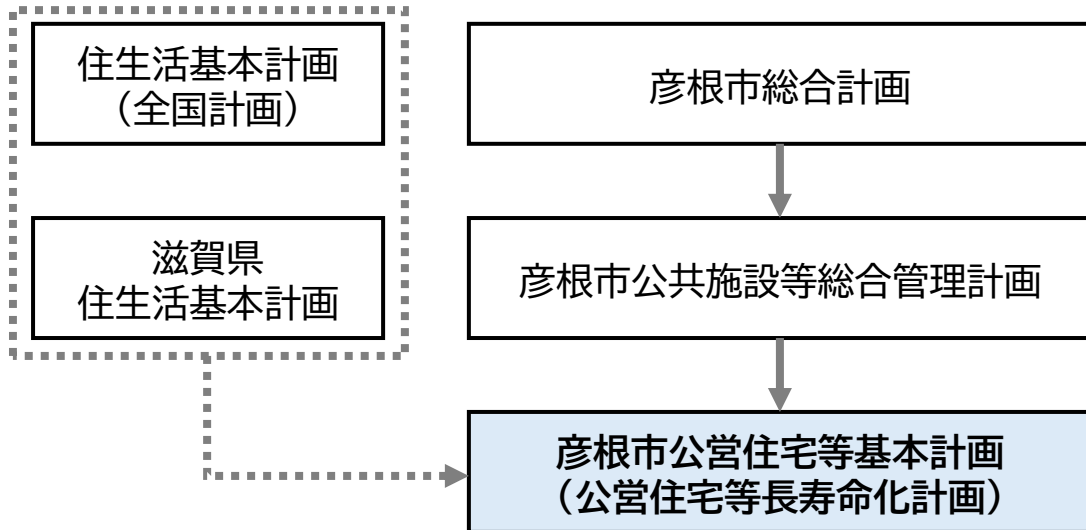 住生活基本計画
（全国計画）
滋賀県
住生活基本計画
彦根市総合計画
彦根市公共施設等総合管理計画
彦根市公営住宅等基本計画
（公営住宅等長寿命化計画）